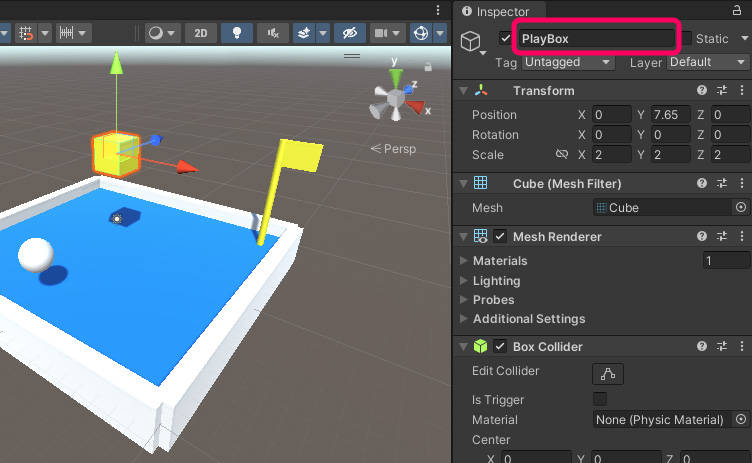 Inspector
2D
PlayBox
Static
Tag Untagged Layer Default
Transform
Position X 0 Y 7.65 Z 0
Rotation X 0 Y 0 Z 0
Scale X 2 Y 2 Z 2
Cube (Mesh Filter)
Mesh Cube
Mesh Renderer
Materials 1
Lighting
Probes
Additional Settings
Box Collider
Edit Collider
Is Trigger
Material None (Physic Material)
Center
X 0 Y 0 Z 0
y
z
x
Persp